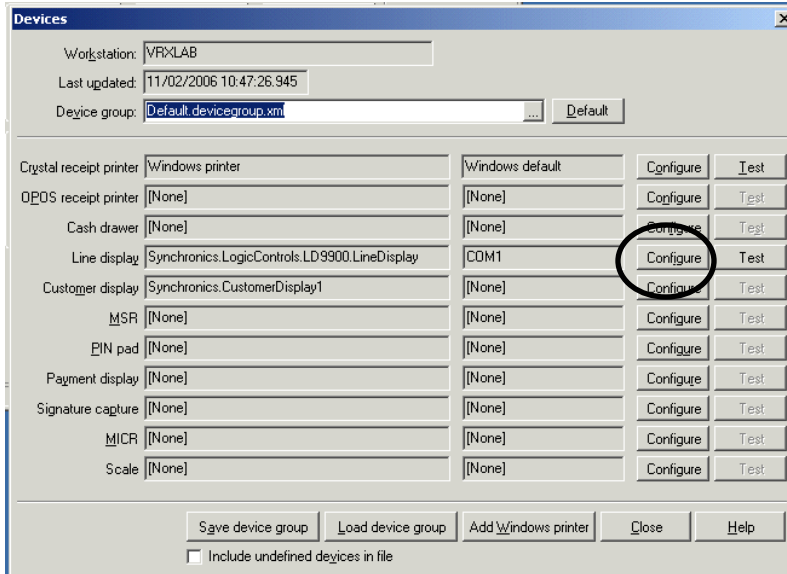 Devices
Workstation: VRXLAB
Last updated: 11/02/2006 10:47:26.945
Device group: Default.devicegroup.xml ... Default
Crystal receipt printer Windows printer Windows default Configure Test
OPOS receipt printer [None] [None] Configure Test
Cash drawer [None] [None] Configure Test
Line display Synchronics.LogicControls.LD9900.LineDisplay COM1 Configure Test
Customer display Synchronics.CustomerDisplay1 [None] Configure Test
MSR [None] [None] Configure Test
PIN pad [None] [None] Configure Test
Payment display [None] [None] Configure Test
Signature capture [None] [None] Configure Test
MICR [None] [None] Configure Test
Scale [None] [None] Configure Test
Save device group Load device group Add Windows printer Close Help
Include undefined devices in file